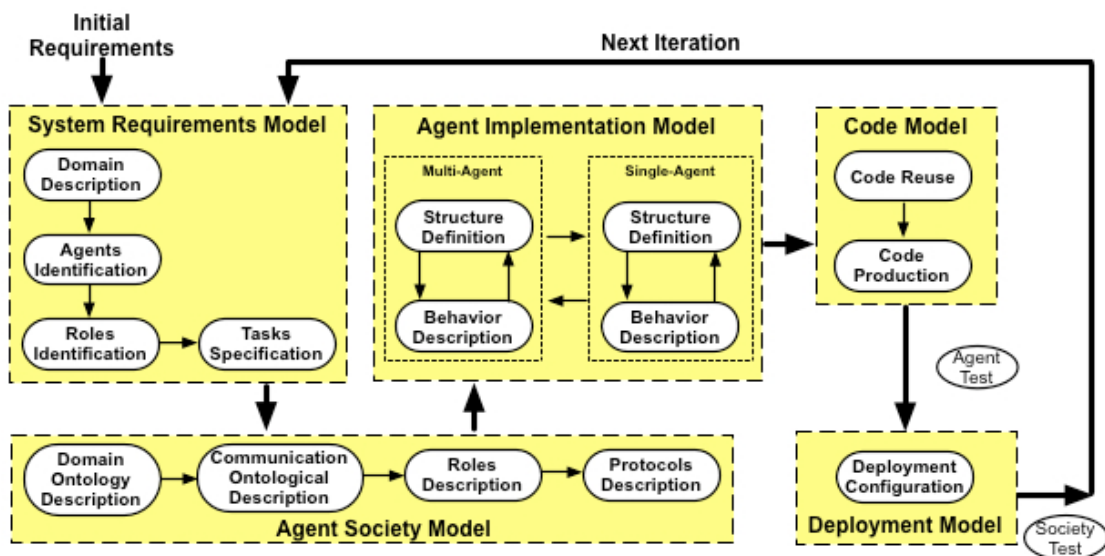 Initial
Requirements
Next Iteration
System Requirements Model
Domain
Description
Agents
Identification
Roles
Identification
Tasks
Specification
Agent Implementation Model
Multi-Agent
Structure
Definition
Behavior
Description
Single-Agent
Structure
Definition
Behavior
Description
Code Model
Code Reuse
Code
Production
Agent
Test
Domain
Ontology
Description
Communication
Ontological
Description
Roles
Description
Protocols
Description
Agent Society Model
Deployment
Configuration
Deployment Model
Society
Test